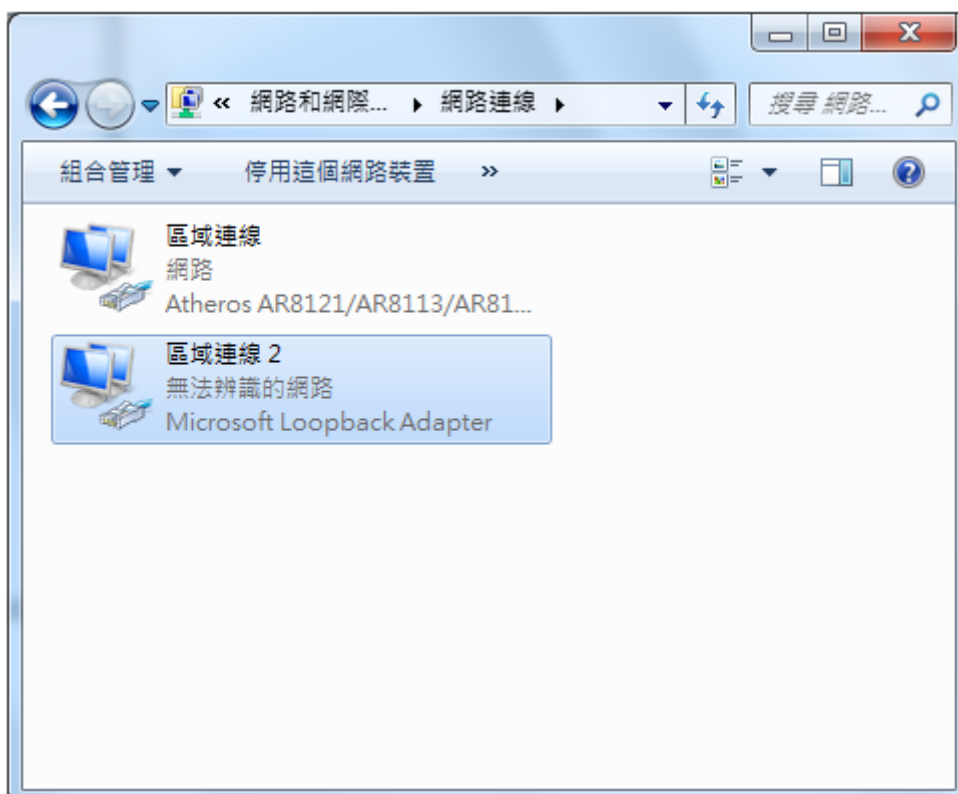 « 網路和網際... ▸ 網路連線 ▸ 搜尋 網路...
組合管理 停用這個網路裝置 »
區域連線
網路
Atheros AR8121/AR8113/AR81...
區域連線 2
無法辨識的網路
Microsoft Loopback Adapter